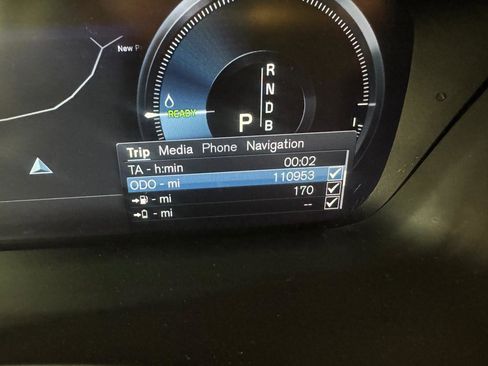 New P
R
N
D
B
READY
P
Trip Media Phone Navigation
TA - h:min 00:02
ODO - mi 110953
- mi 170
- mi --